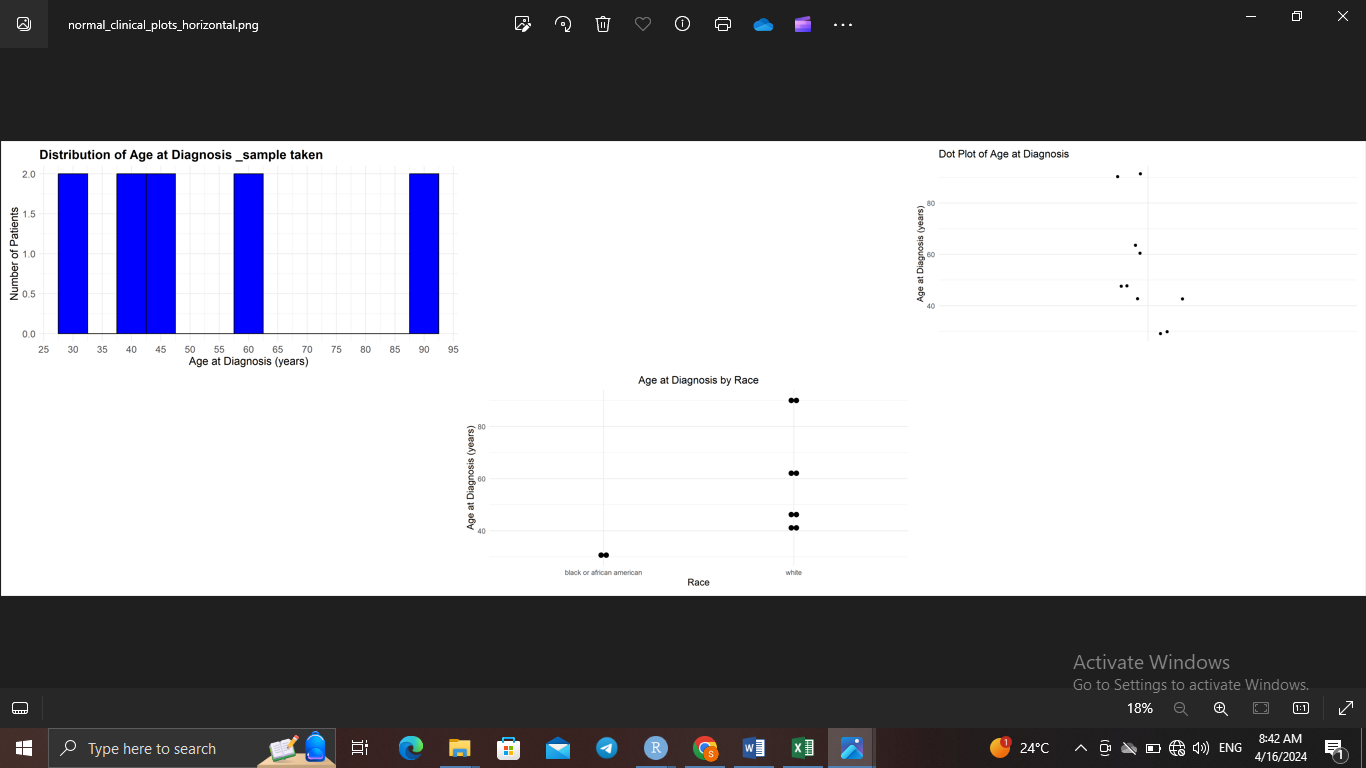 normal_clinical_plots_horizontal.png
Distribution of Age at Diagnosis _sample taken
Number of Patients
2.0
1.5
1.0
0.5
0.0
25 30 35 40 45 50 55 60 65 70 75 80 85 90 95
Age at Diagnosis (years)
Dot Plot of Age at Diagnosis
Age at Diagnosis (years)
80
60
40
Age at Diagnosis by Race
Age at Diagnosis (years)
80
60
40
black or african american white
Race
Activate Windows
Go to Settings to activate Windows.
18% 1:1
Type here to search
R
S
W
X
1
24°C
ENG
8:42 AM
4/16/2024
1